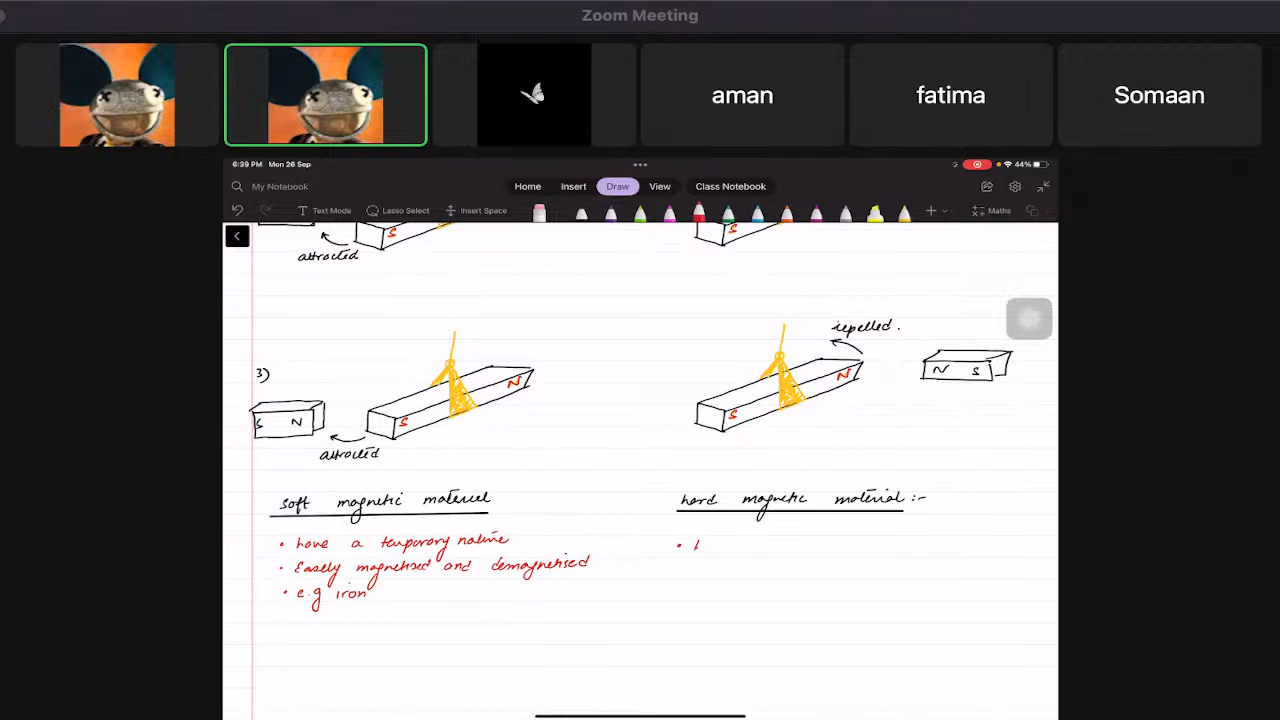 Zoom Meeting
aman
fatima
Somaan
6:39 PM Mon 26 Sep
44%
My Notebook
Home Insert Draw View Class Notebook
Text Mode Lasso Select Insert Space Maths
S
S
attracted
repelled.
3)
N
N
N S
S N
S
S
attracted
soft magnetic material
hard magnetic material :-
• have a temporary nature
• Easely magnetised and demagnetised
• e.g iron